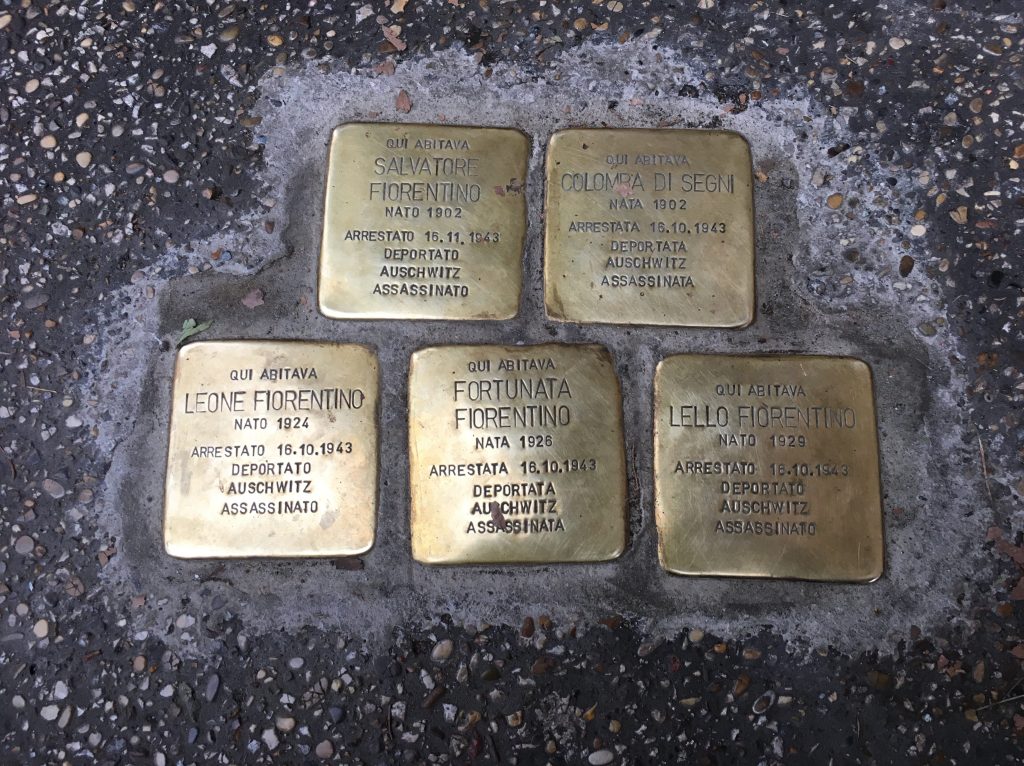 QUI ABITAVA
SALVATORE
FIORENTINO
NATO 1902
ARRESTATO 16.11.1943
DEPORTATO
AUSCHWITZ
ASSASSINATO
QUI ABITAVA
COLOMBA DI SEGNI
NATA 1902
ARRESTATA 16.10.1943
DEPORTATA
AUSCHWITZ
ASSASSINATA
QUI ABITAVA
LEONE FIORENTINO
NATO 1924
ARRESTATO 16.10.1943
DEPORTATO
AUSCHWITZ
ASSASSINATO
QUI ABITAVA
FORTUNATA
FIORENTINO
NATA 1926
ARRESTATA 16.10.1943
DEPORTATA
AUSCHWITZ
ASSASSINATA
QUI ABITAVA
LELLO FIORENTINO
NATO 1929
ARRESTATO 16.10.1943
DEPORTATO
AUSCHWITZ
ASSASSINATO